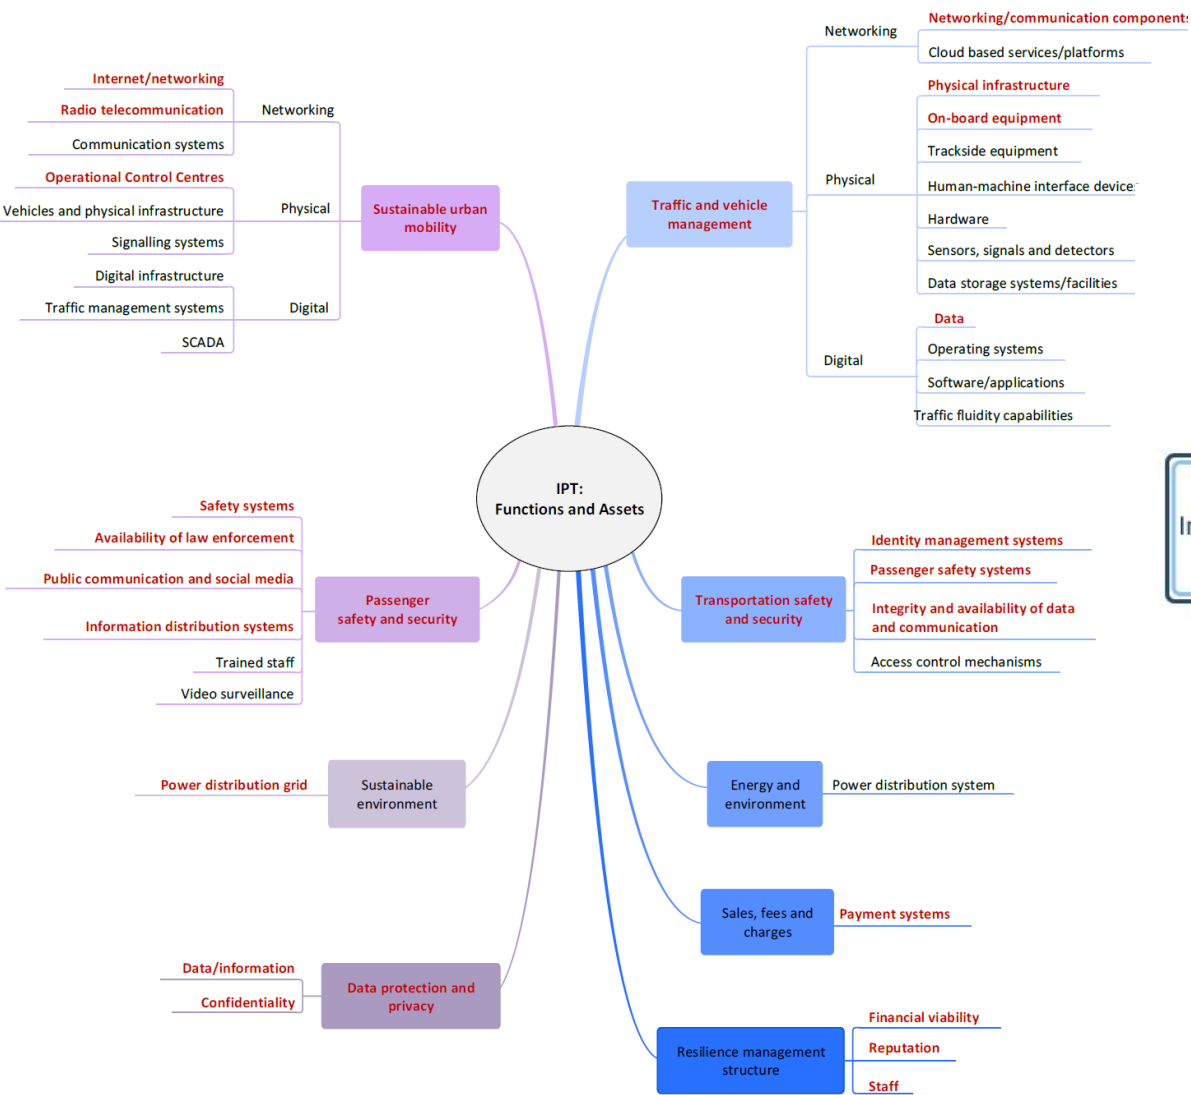 Networking/communication components
Networking
Cloud based services/platforms
Physical infrastructure
On-board equipment
Trackside equipment
Physical
Human-machine interface device
Hardware
Sensors, signals and detectors
Data storage systems/facilities
Traffic and vehicle
management
Data
Operating systems
Digital
Software/applications
Traffic fluidity capabilities
Internet/networking
Radio telecommunication
Networking
Communication systems
Operational Control Centres
Vehicles and physical infrastructure
Physical
Signalling systems
Digital infrastructure
Traffic management systems
Digital
SCADA
Sustainable urban
mobility
IPT:
Functions and Assets
Safety systems
Availability of law enforcement
Public communication and social media
Information distribution systems
Trained staff
Video surveillance
Passenger
safety and security
Identity management systems
Passenger safety systems
Integrity and availability of data
and communication
Access control mechanisms
Transportation safety
and security
Power distribution grid
Sustainable
environment
Energy and
environment
Power distribution system
Sales, fees and
charges
Payment systems
Data/information
Confidentiality
Data protection and
privacy
Resilience management
structure
Financial viability
Reputation
Staff